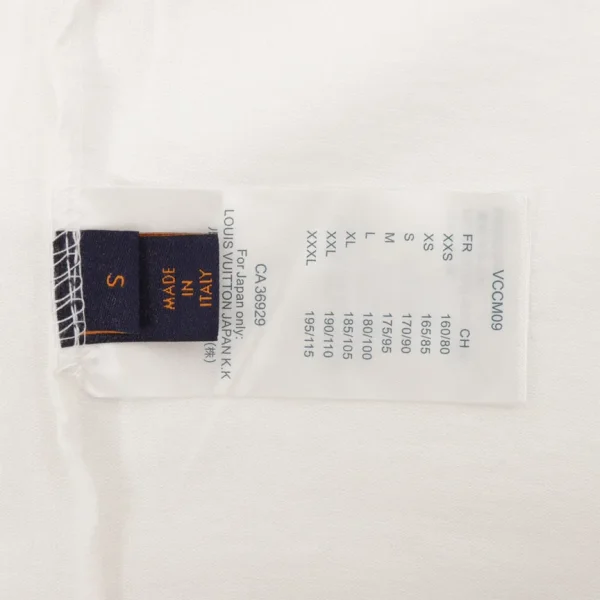 VCCM09
FR CH
XXS 160/80
XS 165/85
S 170/90
M 175/95
L 180/100
XL 185/105
XXL 190/110
XXXL 195/115
CA 36929
For Japan only:
LOUIS VUITTON JAPAN K.K
(株)
S
MADE
IN
ITALY